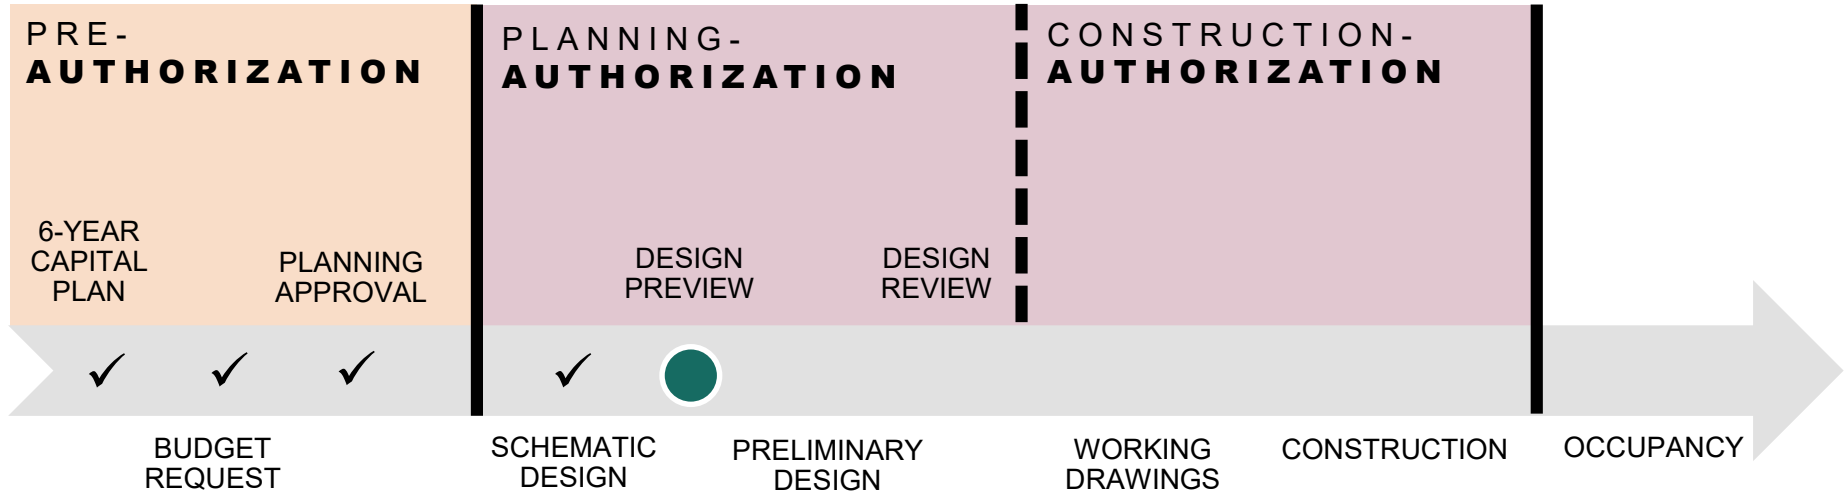 PRE-
AUTHORIZATION
PLANNING-
AUTHORIZATION
CONSTRUCTION-
AUTHORIZATION
6-YEAR
CAPITAL
PLAN
PLANNING
APPROVAL
DESIGN
PREVIEW
DESIGN
REVIEW
BUDGET
REQUEST
SCHEMATIC
DESIGN
PRELIMINARY
DESIGN
WORKING
DRAWINGS
CONSTRUCTION
OCCUPANCY